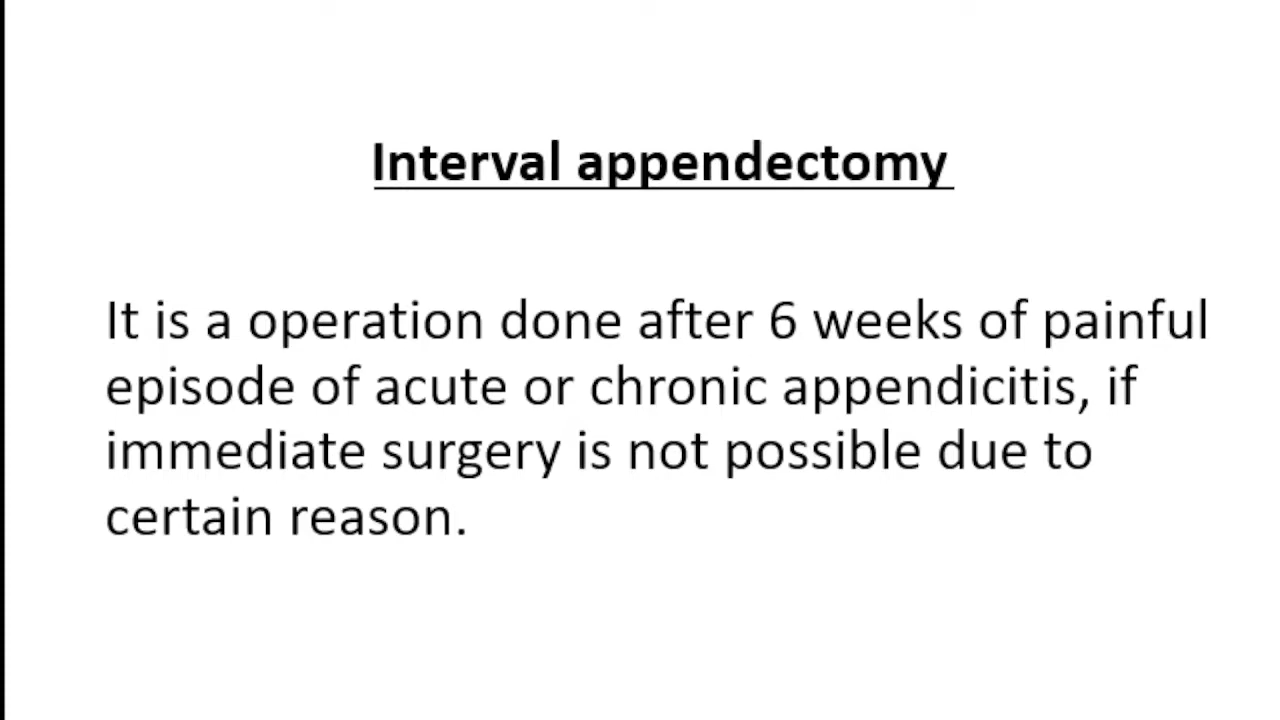 Interval appendectomy
It is a operation done after 6 weeks of painful
episode of acute or chronic appendicitis, if
immediate surgery is not possible due to
certain reason.